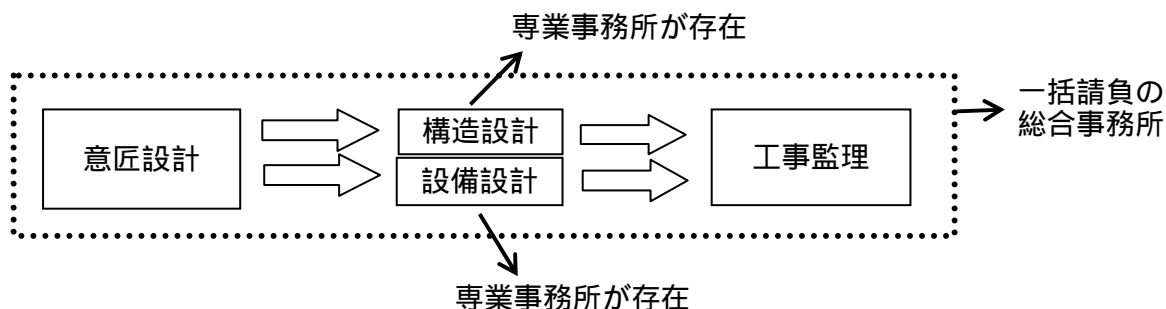 専業事務所が存在
一括請負の
総合事務所
意匠設計
構造設計
設備設計
工事監理
専業事務所が存在